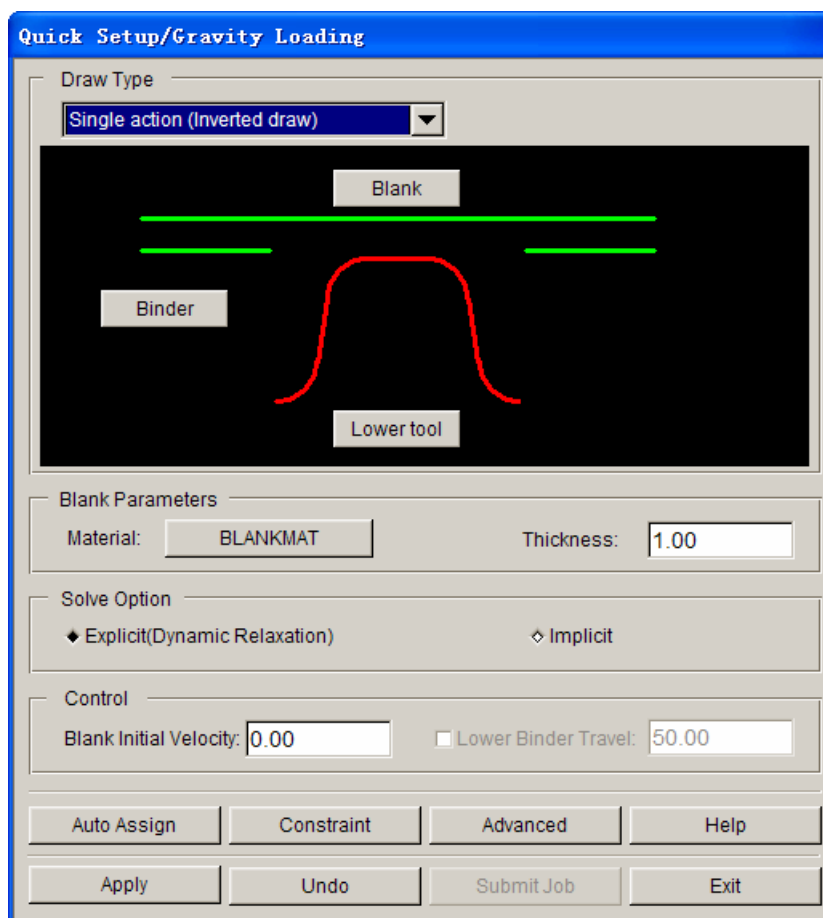 Quick Setup/Gravity Loading
Draw Type
Single action (Inverted draw)
Blank
Binder
Lower tool
Blank Parameters
Material: BLANKMAT Thickness: 1.00
Solve Option
Explicit(Dynamic Relaxation) Implicit
Control
Blank Initial Velocity: 0.00 Lower Binder Travel: 50.00
Auto Assign Constraint Advanced Help
Apply Undo Submit Job Exit